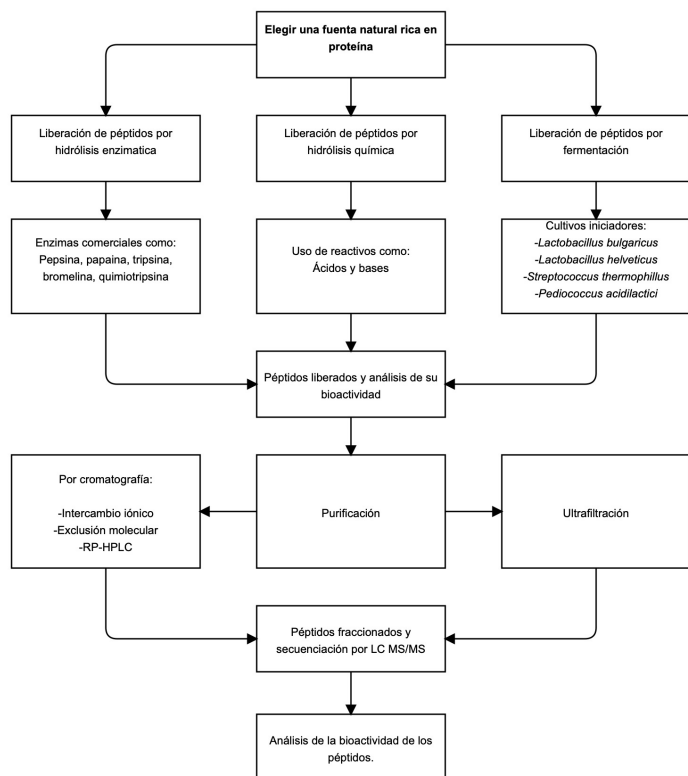 Elegir una fuenta natural rica en
proteína
Liberación de péptidos por
hidrólisis enzimatica
Liberación de péptidos por
hidrólisis química
Liberación de péptidos por
fermentación
Enzimas comerciales como:
Pepsina, papaina, tripsina,
bromelina, quimiotripsina
Uso de reactivos como:
Ácidos y bases
Cultivos iniciadores:
-Lactobacillus bulgaricus
-Lactobacillus helveticus
-Streptococcus thermophillus
-Pediococcus acidilactici
Péptidos liberados y análisis de su
bioactividad
Por cromatografía:
-Intercambio iónico
-Exclusión molecular
-RP-HPLC
Purificación
Ultrafiltración
Péptidos fraccionados y
secuenciación por LC MS/MS
Análisis de la bioactividad de los
péptidos.